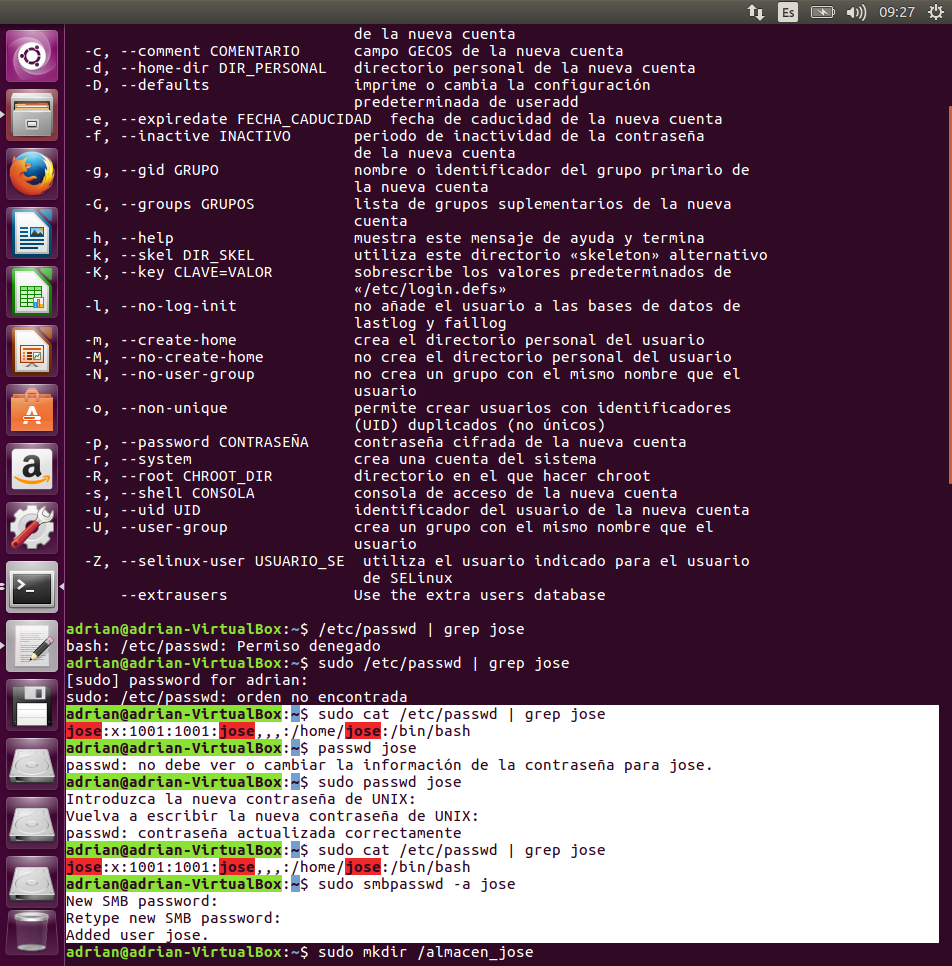 Es 09:27
de la nueva cuenta
-c, --comment COMENTARIO campo GECOS de la nueva cuenta
-d, --home-dir DIR_PERSONAL directorio personal de la nueva cuenta
-D, --defaults imprime o cambia la configuración
predeterminada de useradd
-e, --expiredate FECHA_CADUCIDAD fecha de caducidad de la nueva cuenta
-f, --inactive INACTIVO periodo de inactividad de la contraseña
de la nueva cuenta
-g, --gid GRUPO nombre o identificador del grupo primario de
la nueva cuenta
-G, --groups GRUPOS lista de grupos suplementarios de la nueva
cuenta
-h, --help muestra este mensaje de ayuda y termina
-k, --skel DIR_SKEL utiliza este directorio «skeleton» alternativo
-K, --key CLAVE=VALOR sobrescribe los valores predeterminados de
«/etc/login.defs»
-l, --no-log-init no añade el usuario a las bases de datos de
lastlog y faillog
-m, --create-home crea el directorio personal del usuario
-M, --no-create-home no crea el directorio personal del usuario
-N, --no-user-group no crea un grupo con el mismo nombre que el
usuario
-o, --non-unique permite crear usuarios con identificadores
(UID) duplicados (no únicos)
-p, --password CONTRASEÑA contraseña cifrada de la nueva cuenta
-r, --system crea una cuenta del sistema
-R, --root CHROOT_DIR directorio en el que hacer chroot
-s, --shell CONSOLA consola de acceso de la nueva cuenta
-u, --uid UID identificador del usuario de la nueva cuenta
-U, --user-group crea un grupo con el mismo nombre que el
usuario
-Z, --selinux-user USUARIO_SE utiliza el usuario indicado para el usuario
de SELinux
--extrausers Use the extra users database
adrian@adrian-VirtualBox:~$ /etc/passwd | grep jose
bash: /etc/passwd: Permiso denegado
adrian@adrian-VirtualBox:~$ sudo /etc/passwd | grep jose
[sudo] password for adrian:
sudo: /etc/passwd: orden no encontrada
adrian@adrian-VirtualBox:~$ sudo cat /etc/passwd | grep jose
jose:x:1001:1001:jose,,,:/home/jose:/bin/bash
adrian@adrian-VirtualBox:~$ passwd jose
passwd: no debe ver o cambiar la información de la contraseña para jose.
adrian@adrian-VirtualBox:~$ sudo passwd jose
Introduzca la nueva contraseña de UNIX:
Vuelva a escribir la nueva contraseña de UNIX:
passwd: contraseña actualizada correctamente
adrian@adrian-VirtualBox:~$ sudo cat /etc/passwd | grep jose
jose:x:1001:1001:jose,,,:/home/jose:/bin/bash
adrian@adrian-VirtualBox:~$ sudo smbpasswd -a jose
New SMB password:
Retype new SMB password:
Added user jose.
adrian@adrian-VirtualBox:~$ sudo mkdir /almacen_jose